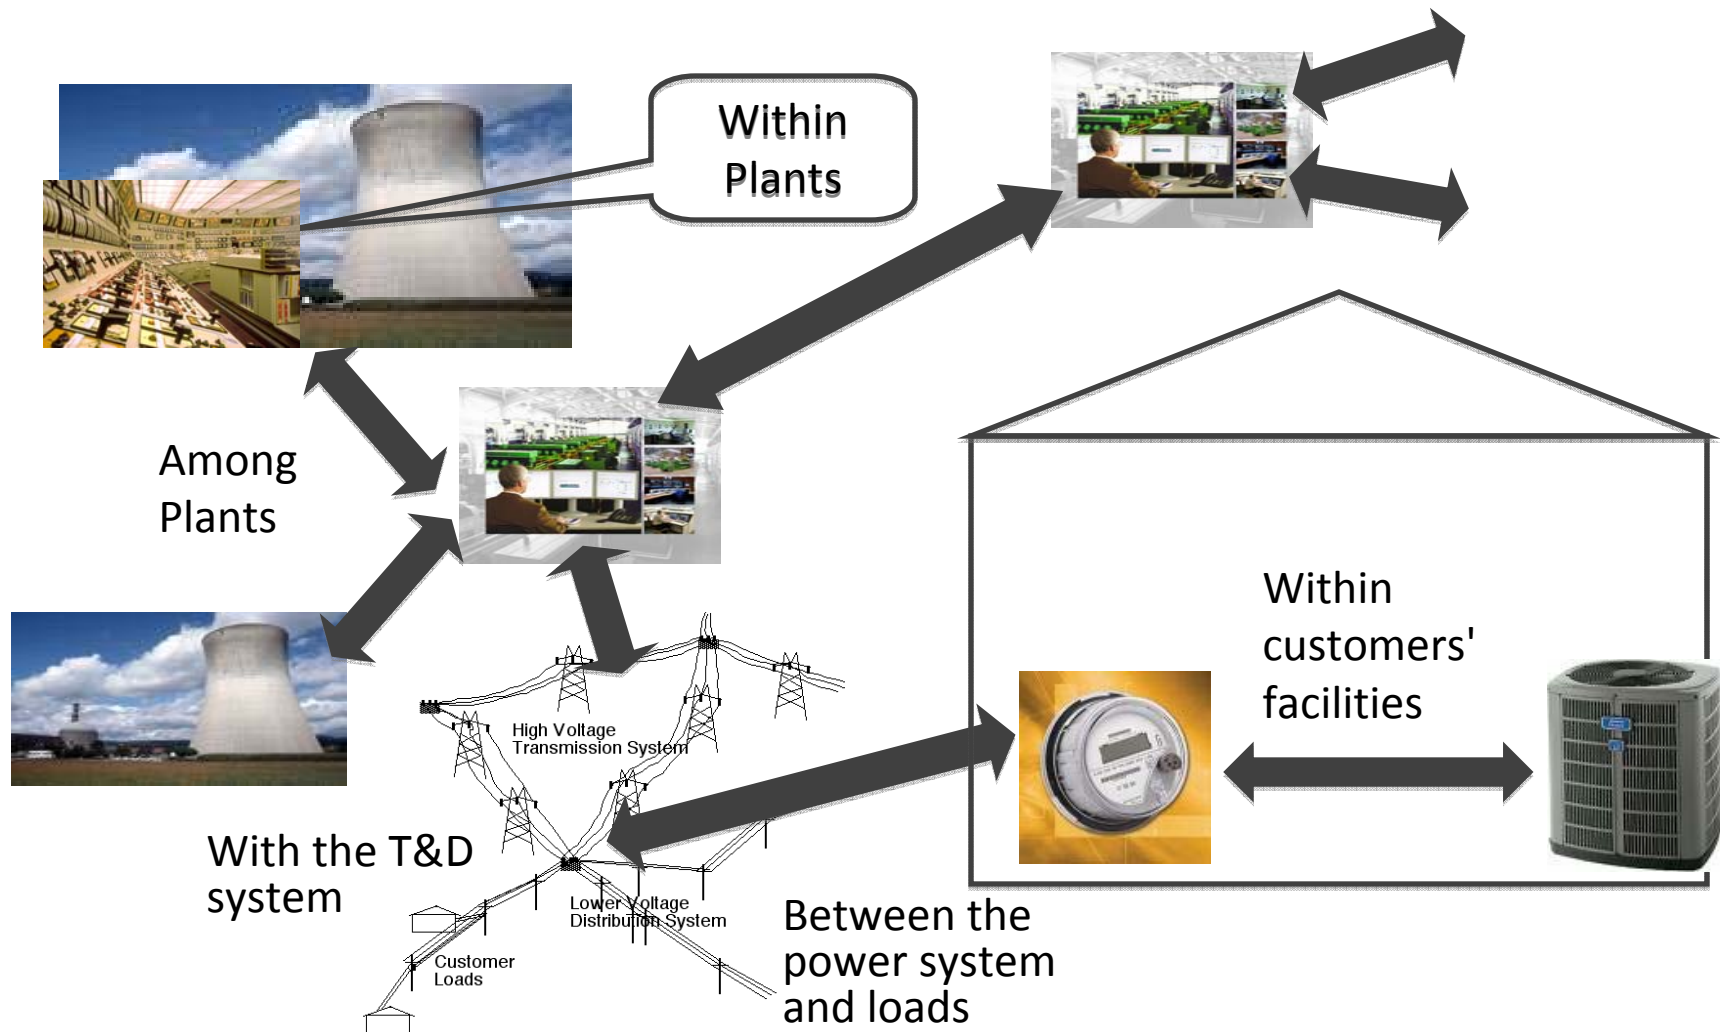 Within
Plants
Among
Plants
Within
customers'
facilities
High Voltage
Transmission System
With the T&D
system
Lower Voltage
Distribution System
Between the
power system
and loads
Customer
Loads